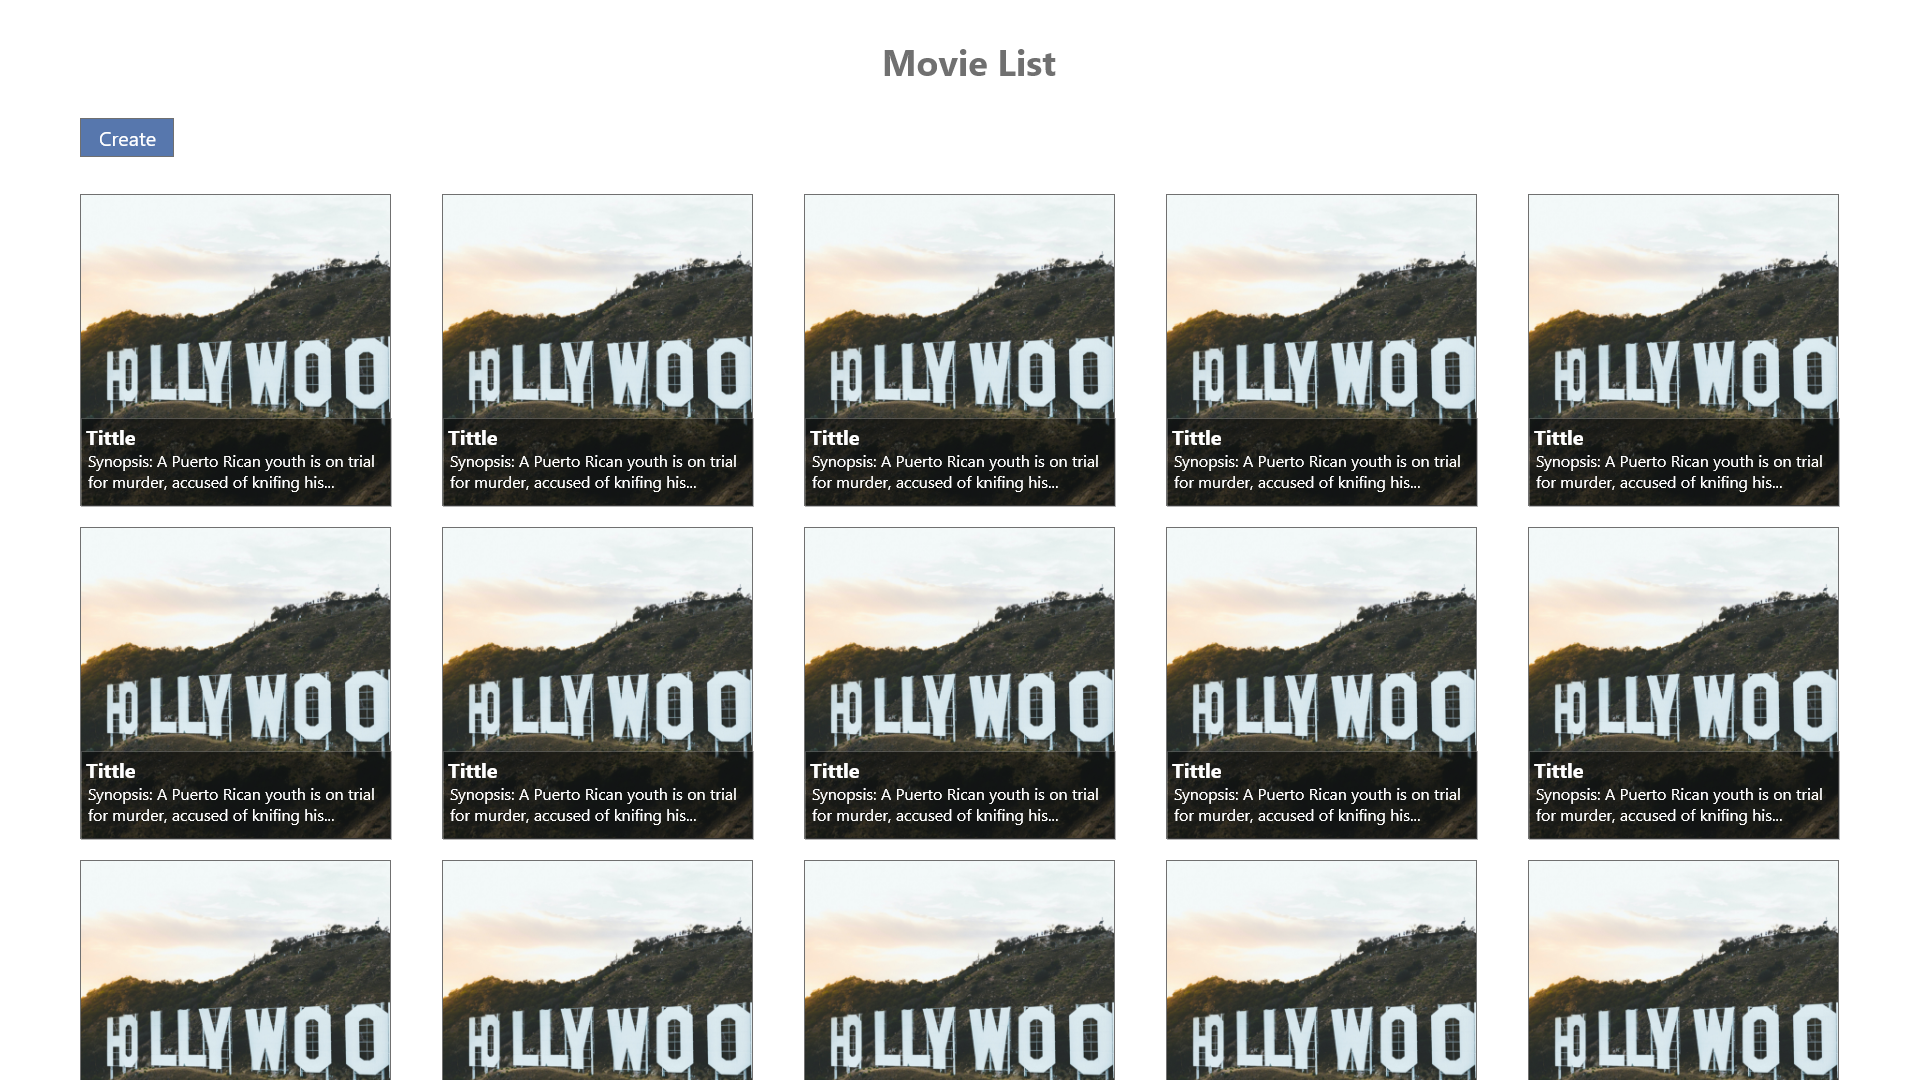 Movie List
Create
HOLLYWOO
HOLLYWOO
HOLLYWOO
HOLLYWOO
HOLLYWOO
Tittle
Synopsis: A Puerto Rican youth is on trial
for murder, accused of knifing his...
Tittle
Synopsis: A Puerto Rican youth is on trial
for murder, accused of knifing his...
Tittle
Synopsis: A Puerto Rican youth is on trial
for murder, accused of knifing his...
Tittle
Synopsis: A Puerto Rican youth is on trial
for murder, accused of knifing his...
Tittle
Synopsis: A Puerto Rican youth is on trial
for murder, accused of knifing his...
HOLLYWOO
HOLLYWOO
HOLLYWOO
HOLLYWOO
HOLLYWOO
Tittle
Synopsis: A Puerto Rican youth is on trial
for murder, accused of knifing his...
Tittle
Synopsis: A Puerto Rican youth is on trial
for murder, accused of knifing his...
Tittle
Synopsis: A Puerto Rican youth is on trial
for murder, accused of knifing his...
Tittle
Synopsis: A Puerto Rican youth is on trial
for murder, accused of knifing his...
Tittle
Synopsis: A Puerto Rican youth is on trial
for murder, accused of knifing his...
HOLLYWOO
HOLLYWOO
HOLLYWOO
HOLLYWOO
HOLLYWOO